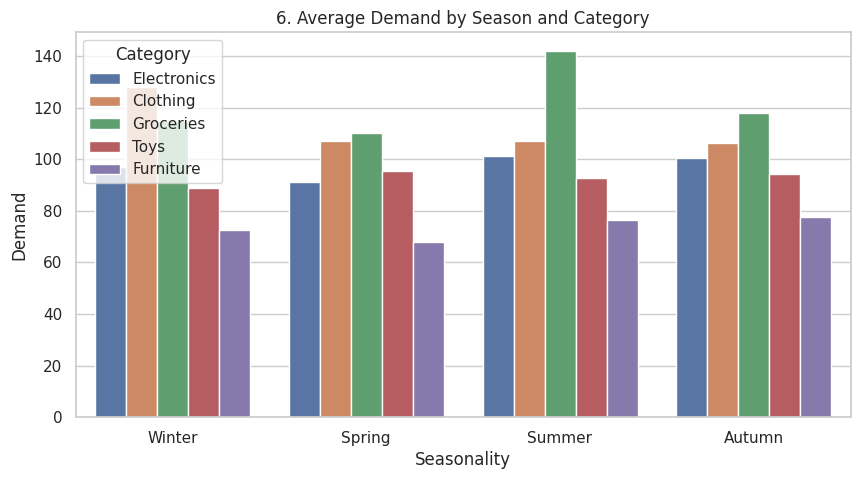 6. Average Demand by Season and Category
Category
Electronics
Clothing
Groceries
Toys
Furniture
Demand
140
120
100
80
60
40
20
0
Winter
Spring
Summer
Autumn
Seasonality